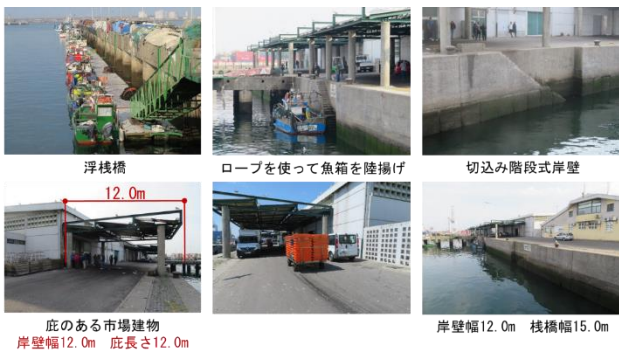 浮桟橋
ロープを使って魚箱を陸揚げ
切込み階段式岸壁
12.0m
庇のある市場建物
岸壁幅12.0m 庇長さ12.0m
岸壁幅12.0m 桟橋幅15.0m